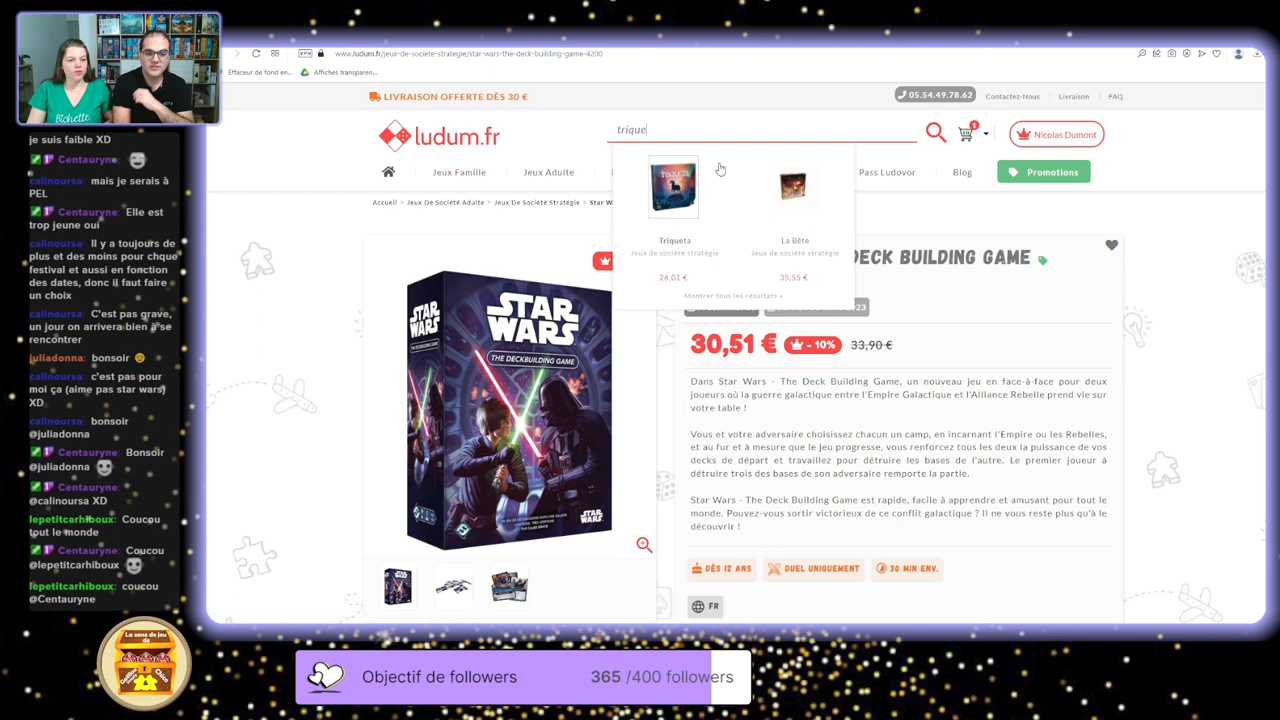 www.ludum.fr/jeux-de-societe-strategie/star-wars-the-deck-building-game-4200
VPN
Effaceur de fond en...
Affiches transparen...
Bichette
LIVRAISON OFFERTE DÈS 30 €
05.54.49.78.62
Contactez-Nous
Livraison
FAQ
ludum.fr
trique
1
Nicolas Dumont
Jeux Famille
Jeux Adulte
Pass Ludovor
Blog
Promotions
Accueil
Jeux De Société Adulte
Jeux De Société Stratégie
Star W
Triqueta
Jeux de société stratégie
26,01 €
La Bête
Jeux de société stratégie
35,55 €
Montrer tous les résultats »
DECK BUILDING GAME
23
30,51 €
- 10%
33,90 €
Dans Star Wars - The Deck Building Game, un nouveau jeu en face-à-face pour deux
joueurs où la guerre galactique entre l'Empire Galactique et l'Alliance Rebelle prend vie sur
votre table !
Vous et votre adversaire choisissez chacun un camp, en incarnant l'Empire ou les Rebelles,
et au fur et à mesure que le jeu progresse, vous renforcez tous les deux la puissance de vos
decks de départ et travaillez pour détruire les bases de l'autre. Le premier joueur à
détruire trois des bases de son adversaire remporte la partie.
Star Wars - The Deck Building Game est rapide, facile à apprendre et amusant pour tout le
monde. Pouvez-vous sortir victorieux de ce conflit galactique ? Il ne vous reste plus qu'à le
découvrir !
DÈS 12 ANS
DUEL UNIQUEMENT
30 MIN ENV.
FR
STAR WARS
THE DECKBUILDING GAME
STAR WARS
THE DECKBUILDING GAME
STAR WARS
je suis faible XD
Centauryne:
calinoursa: mais je serais à
PEL
Centauryne: Elle est
trop jeune oui
calinoursa: Il y a toujours de
plus et des moins pour chque
festival et aussi en fonction
des dates, donc il faut faire
un choix
calinoursa: C'est pas grave,
un jour on arrivera bien à se
rencontrer
juliadonna: bonsoir
calinoursa: c'est pas pour
moi ça (aime pas star wars)
XD
calinoursa: bonsoir
@juliadonna
Centauryne: Bonsoir
@juliadonna
Centauryne:
@calinoursa XD
lepetitcarhiboux: Coucou
tout le monde
Centauryne: Coucou
@lepetitcarhiboux
lepetitcarhiboux: coucou
@Centauryne
La zone de jeu
de
Chico
Objectif de followers
365 /400 followers